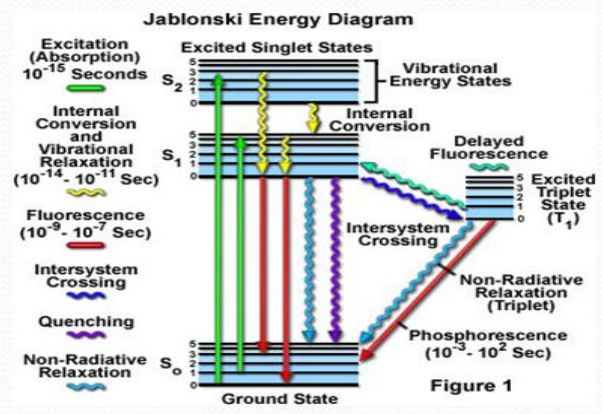 Jablonski Energy Diagram
Excitation
(Absorption)
10-15 Seconds
Internal
Conversion
and
Vibrational
Relaxation
(10-14 - 10-11 Sec)
Fluorescence
(10-9 - 10-7 Sec)
Intersystem
Crossing
Quenching
Non-Radiative
Relaxation
Excited Singlet States
S2
5
3
2
1
0
Vibrational
Energy States
Internal
Conversion
S1
5
4
3
2
1
0
Delayed
Fluorescence
5
4
3
2
1
0
Excited
Triplet
State
(T1)
Intersystem
Crossing
Non-Radiative
Relaxation
(Triplet)
Phosphorescence
(10-3 - 102 Sec)
So
5
3
2
1
0
Ground State
Figure 1